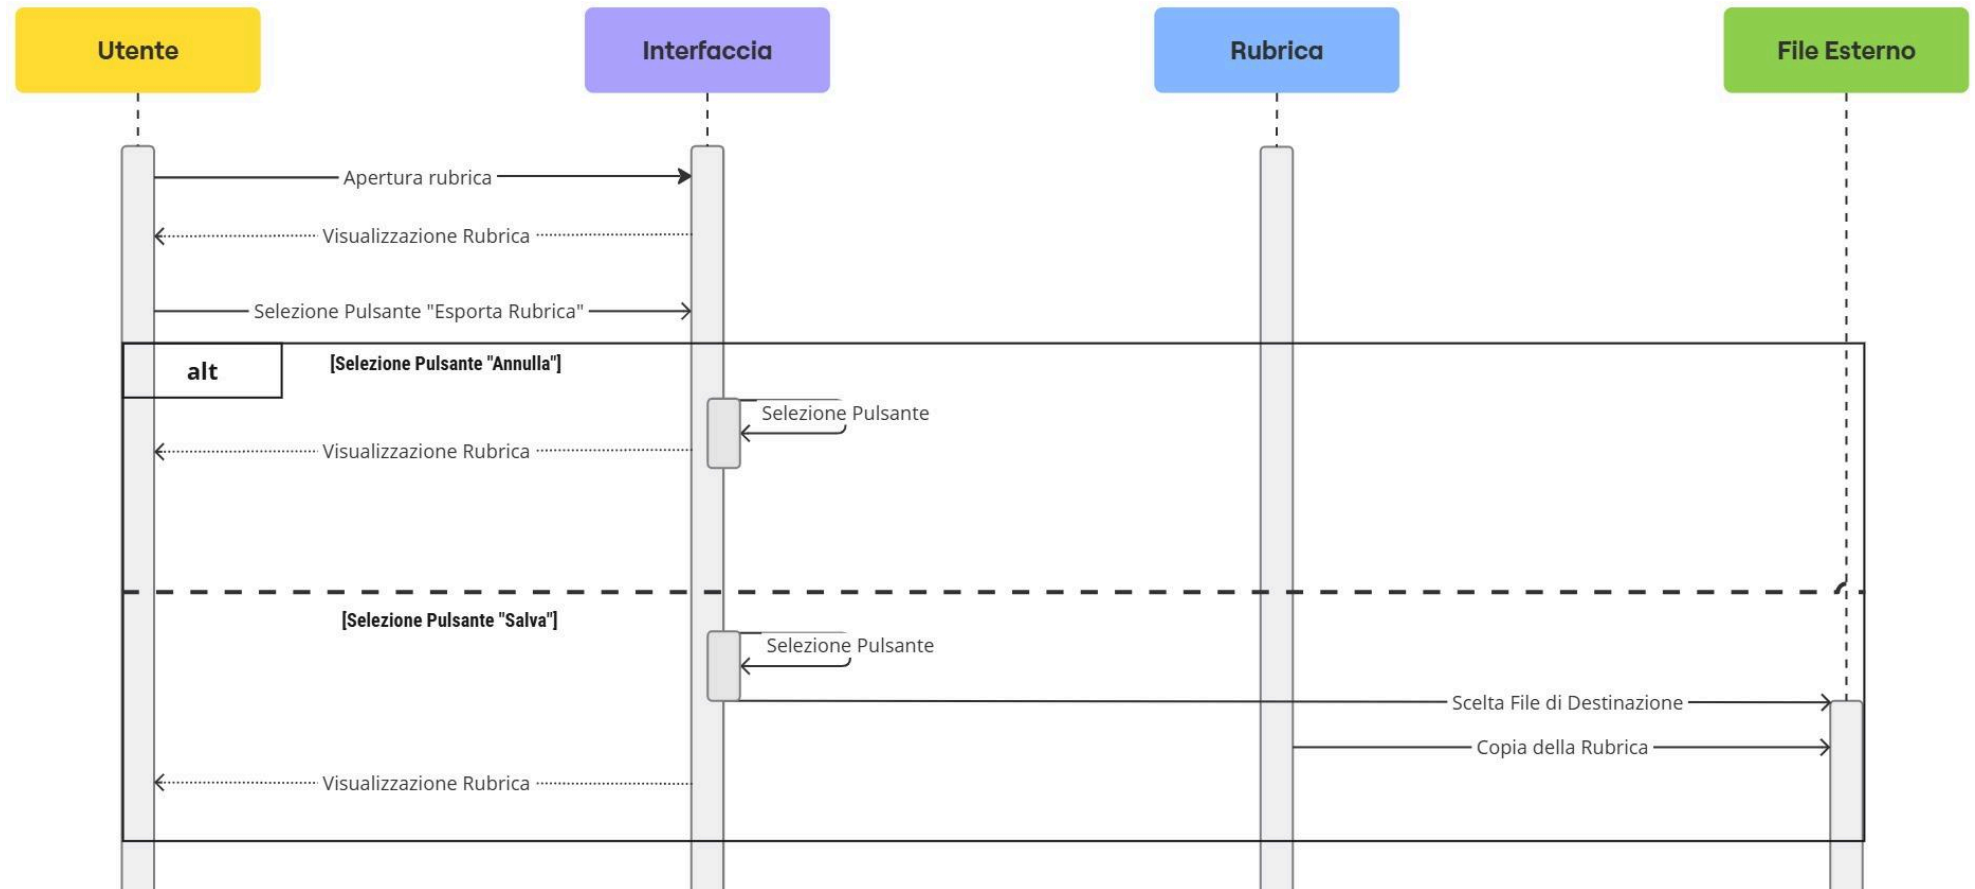 Utente
Interfaccia
Rubrica
File Esterno
Apertura rubrica
Visualizzazione Rubrica
Selezione Pulsante "Esporta Rubrica"
alt
[Selezione Pulsante "Annulla"]
Selezione Pulsante
Visualizzazione Rubrica
[Selezione Pulsante "Salva"]
Selezione Pulsante
Scelta File di Destinazione
Copia della Rubrica
Visualizzazione Rubrica